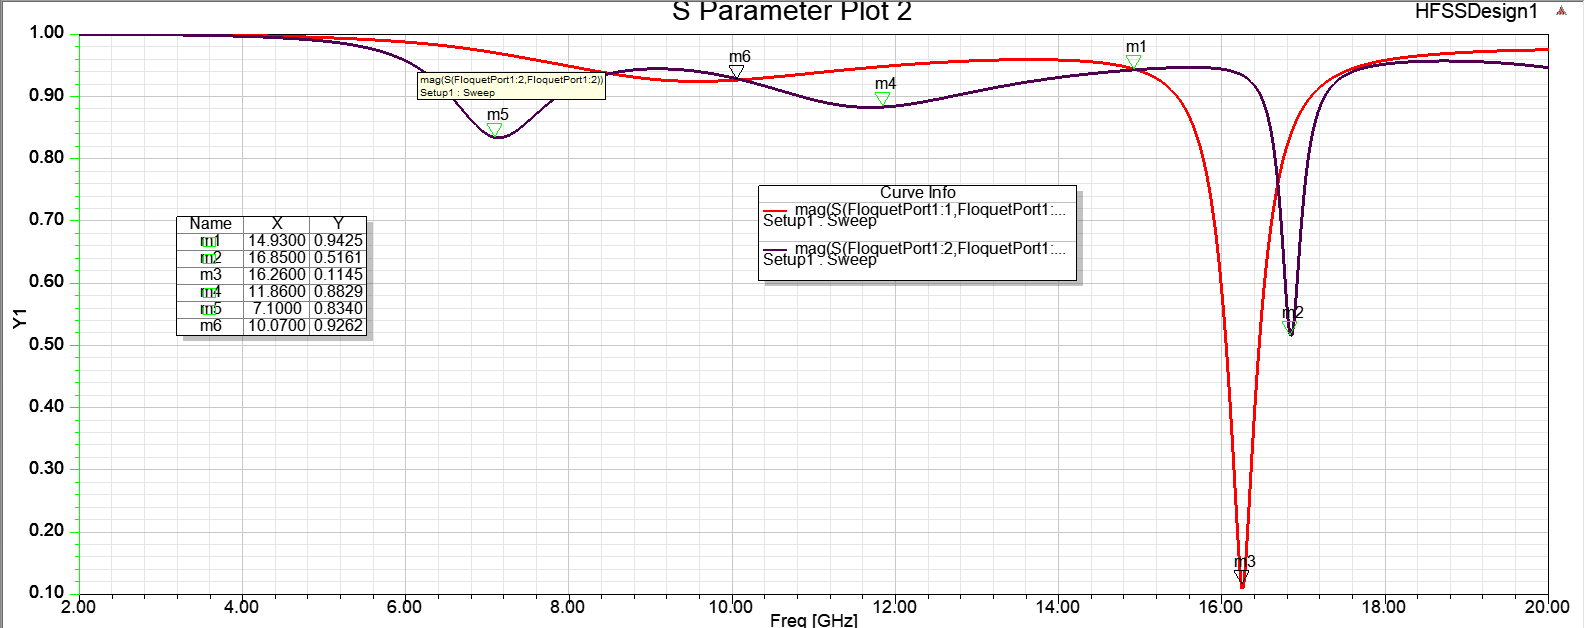 S Parameter Plot 2
HFSSDesign1
1.00
0.90
0.80
0.70
0.60
0.50
0.40
0.30
0.20
0.10
Y1
m6
m1
m4
m5
m2
m3
mag(S(FloquetPort1:2,FloquetPort1:2))
Setup1 : Sweep
Curve Info
mag(S(FloquetPort1:1,FloquetPort1:...
Setup1 : Sweep
mag(S(FloquetPort1:2,FloquetPort1:...
Setup1 : Sweep
Name X Y
m1 14.9300 0.9425
m2 16.8500 0.5161
m3 16.2600 0.1145
m4 11.8600 0.8829
m5 7.1000 0.8340
m6 10.0700 0.9262
2.00 4.00 6.00 8.00 10.00 12.00 14.00 16.00 18.00 20.00
Freq [GHz]